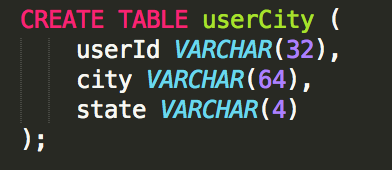 CREATE TABLE userCity (
    userId VARCHAR(32),
    city VARCHAR(64),
    state VARCHAR(4)
);